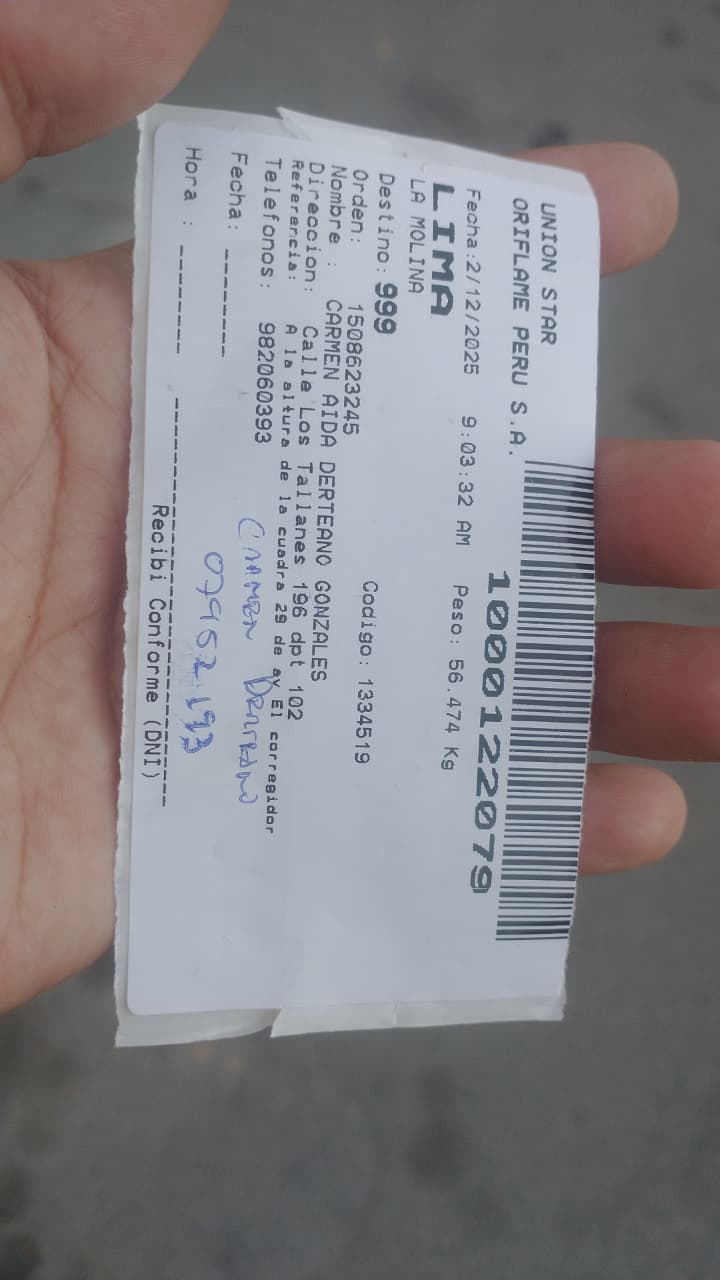 UNION STAR
ORIFLAME PERU S.A.
1000122079
Fecha:2/12/2025 9:03:32 AM Peso: 56.474 Kg
LIMA
LA MOLINA
Destino: 999
Orden: 1508623245 Codigo: 1334519
Nombre : CARMEN AIDA DERTEANO GONZALES
Direccion: Calle Los Tallanes 196 dpt 102
Referencia: A la altura de la cuadra 29 de av El corregidor
Telefonos: 982060393
Carmen Derteano
Fecha: -------
07952193
Hora : -------
Recibi Conforme (DNI)